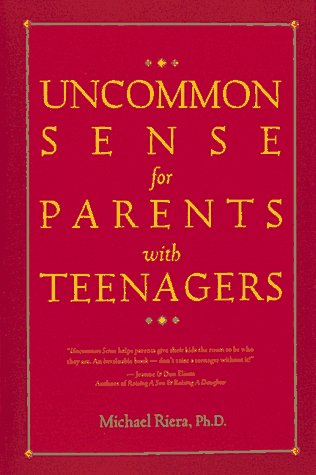 UNCOMMON
SENSE
for
PARENTS
with
TEENAGERS
"Uncommon Sense helps parents give their kids the room to be who
they are. An invaluable book — don't raise a teenager without it!"
— Jeanne & Don Elium
Authors of Raising A Son & Raising A Daughter
Michael Riera, Ph.D.